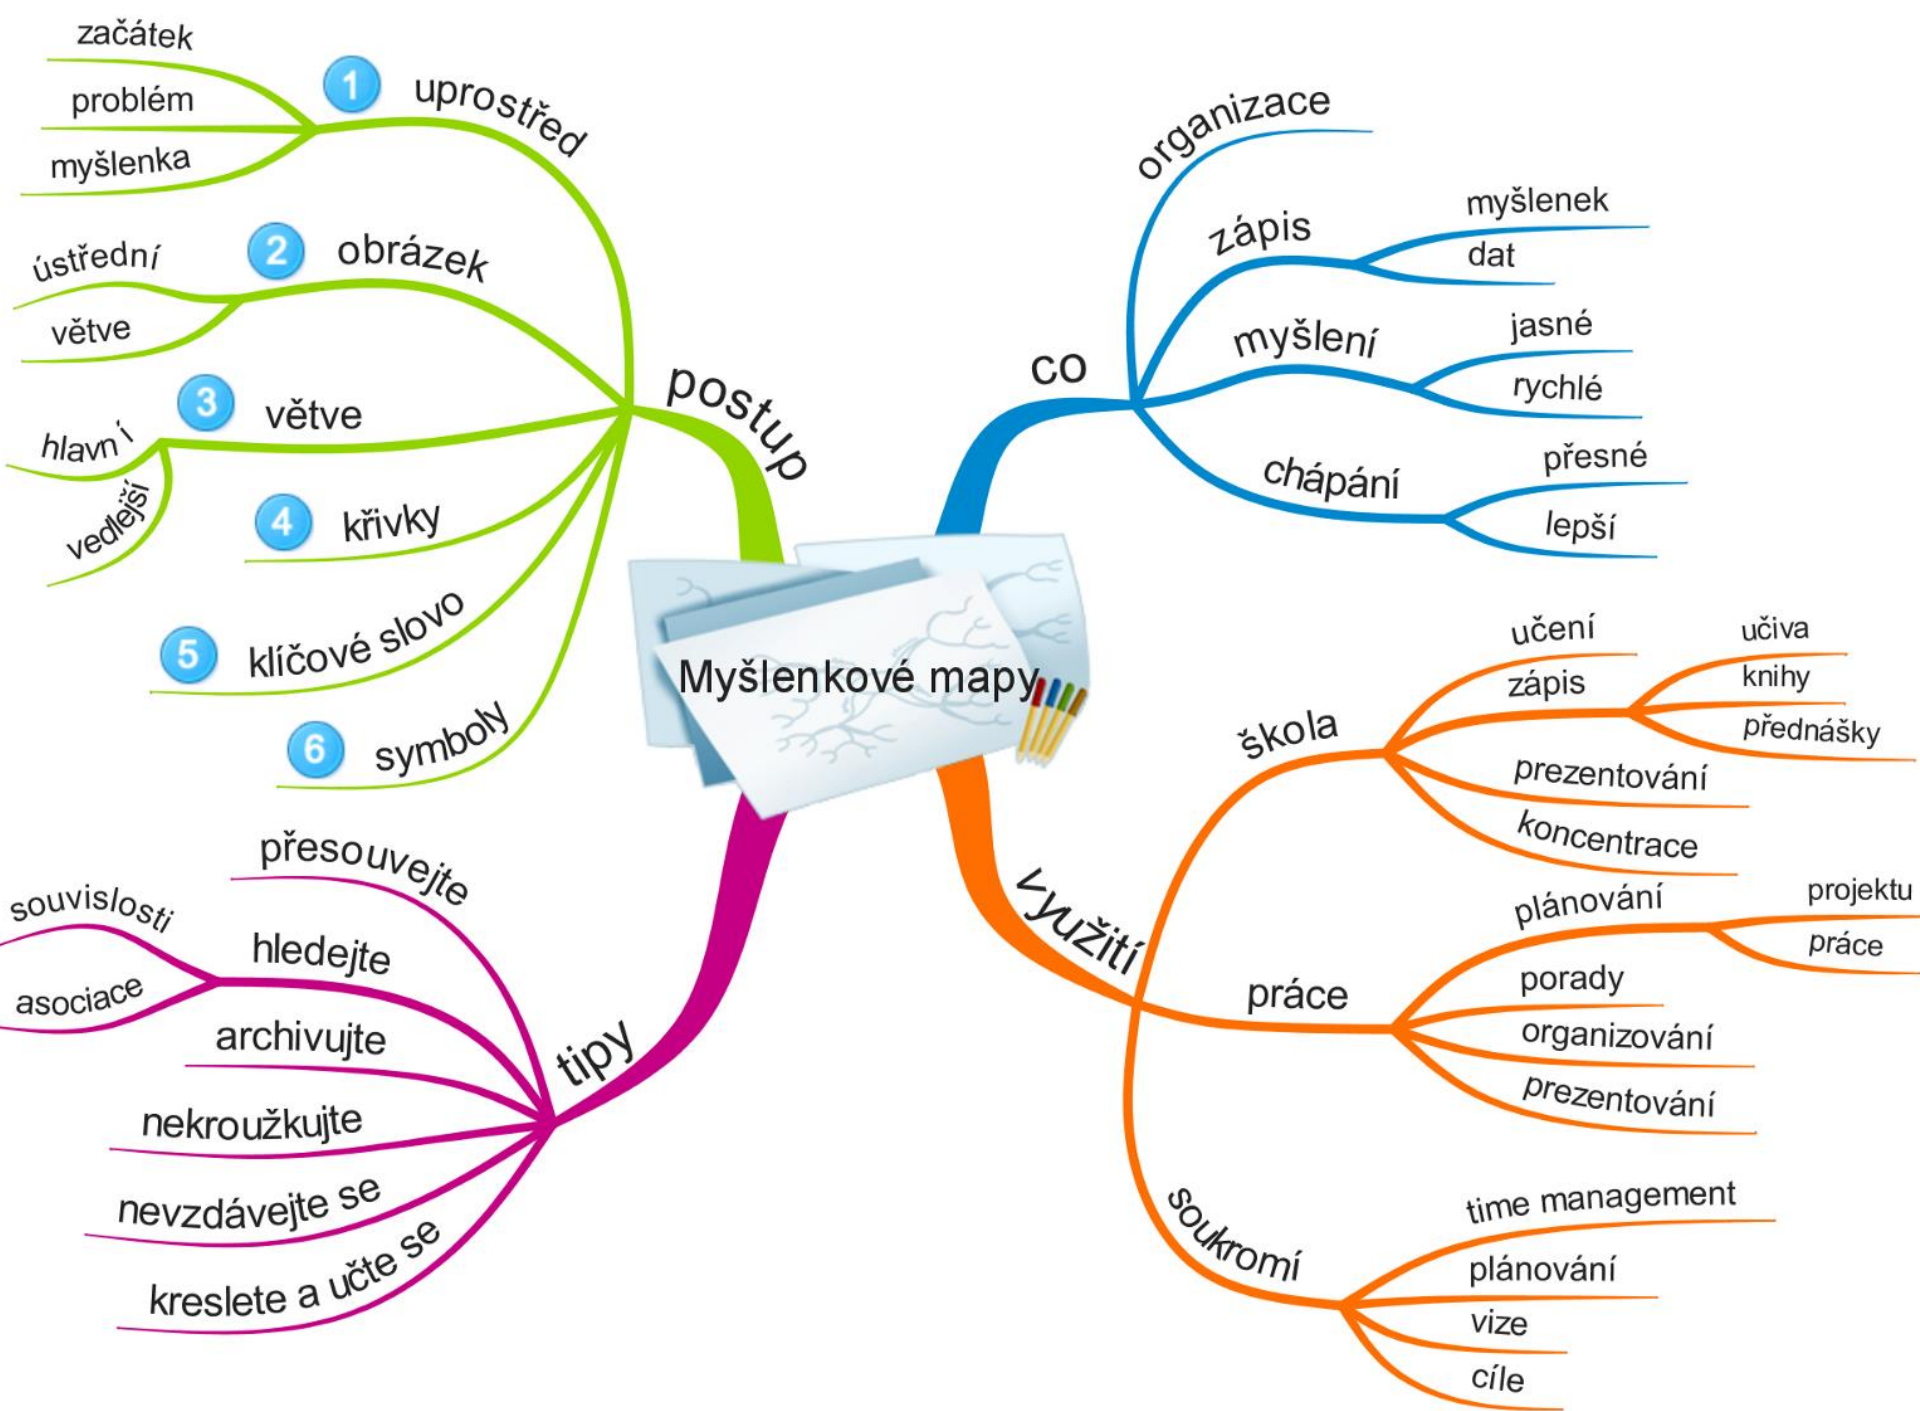 Myšlenkové mapy
co
organizace
zápis
myšlenek
dat
myšlení
jasné
rychlé
chápání
přesné
lepší
využití
škola
učení
zápis
učiva
knihy
přednášky
prezentování
koncentrace
práce
plánování
projektu
práce
porady
organizování
prezentování
soukromí
time management
plánování
vize
cíle
tipy
přesouvejte
hledejte
souvislosti
asociace
archivujte
nekroužkujte
nevzdávejte se
kreslete a učte se
postup
1 uprostřed
začátek
problém
myšlenka
2 obrázek
ústřední
větve
3 větve
hlavní
vedlejší
4 křivky
5 klíčové slovo
6 symboly